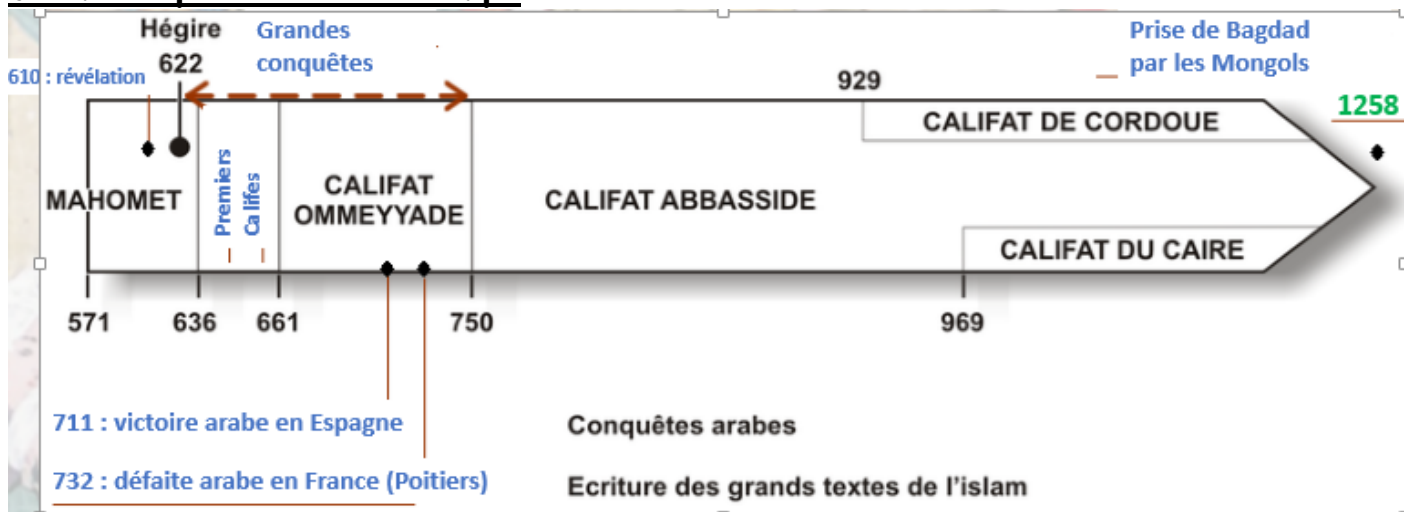 Hégire
622
Grandes
conquêtes
Prise de Bagdad
par les Mongols
610 : révélation
929
1258
CALIFAT DE CORDOUE
MAHOMET
Premiers
Califes
CALIFAT
OMMEYYADE
CALIFAT ABBASSIDE
CALIFAT DU CAIRE
571
636
661
750
969
711 : victoire arabe en Espagne
Conquêtes arabes
732 : défaite arabe en France (Poitiers)
Ecriture des grands textes de l'islam